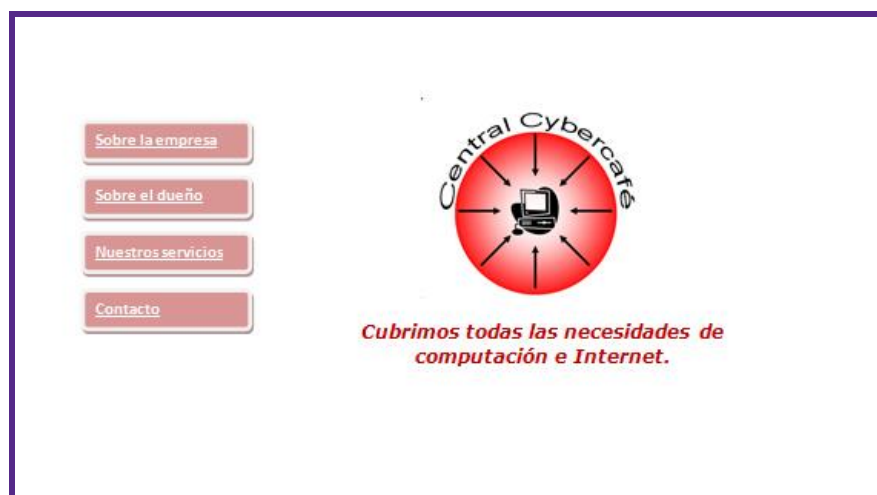 Sobre la empresa
Sobre el dueño
Nuestros servicios
Contacto
Central Cybercafé
Cubrimos todas las necesidades de
computación e Internet.